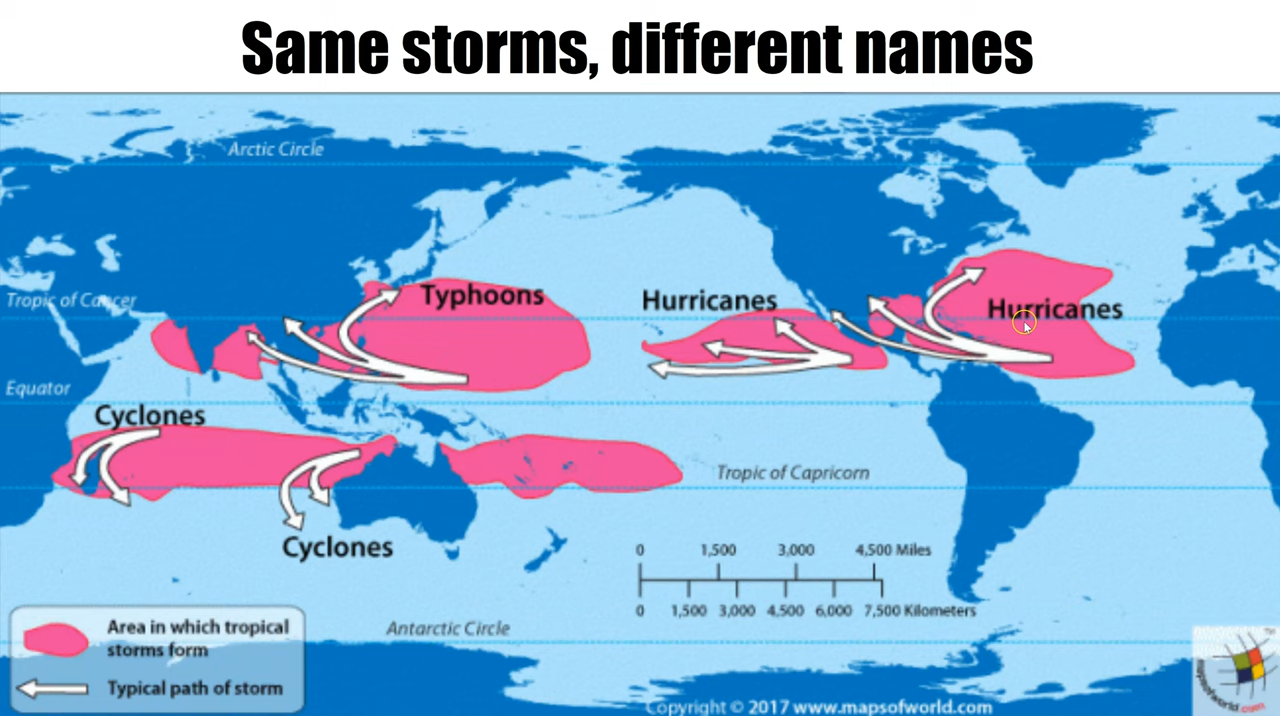 Same storms, different names
Arctic Circle
Typhoons
Hurricanes
Hurricanes
Tropic of Cancer
Equator
Cyclones
Tropic of Capricorn
Cyclones
0 1,500 3,000 4,500 Miles
0 1,500 3,000 4,500 6,000 7,500 Kilometers
Antarctic Circle
Area in which tropical
storms form
Typical path of storm
Copyright © 2017 www.mapsofworld.com
mapsofworld.com